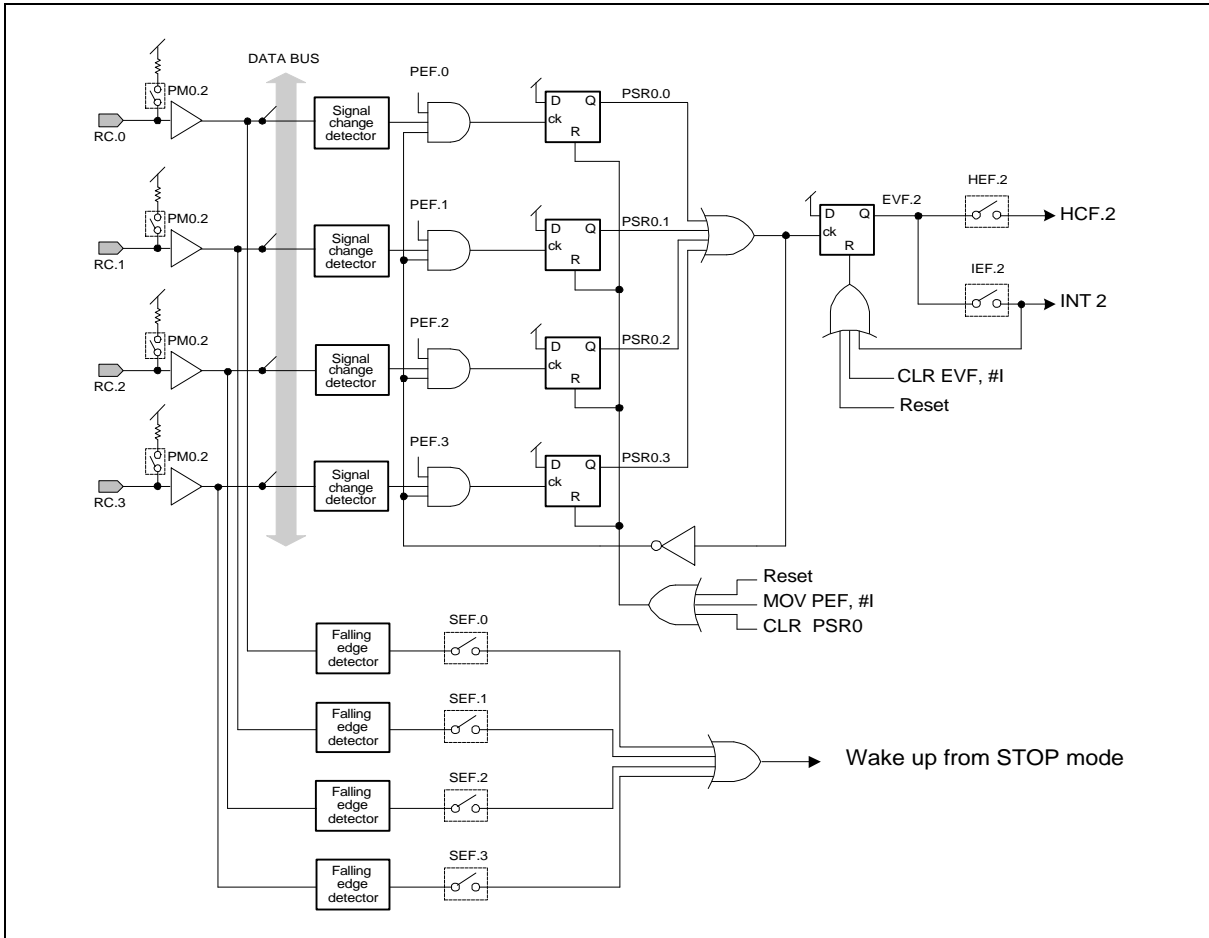 DATA BUS
PM0.2
RC.0
Signal
change
detector
PEF.0
D
Q
ck
R
PSR0.0
PM0.2
RC.1
Signal
change
detector
PEF.1
D
Q
ck
R
PSR0.1
PM0.2
RC.2
Signal
change
detector
PEF.2
D
Q
ck
R
PSR0.2
PM0.2
RC.3
Signal
change
detector
PEF.3
D
Q
ck
R
PSR0.3
D
Q
ck
R
EVF.2
HEF.2
HCF.2
IEF.2
INT 2
CLR EVF, #I
Reset
Reset
MOV PEF, #I
CLR PSR0
Falling
edge
detector
SEF.0
Falling
edge
detector
SEF.1
Falling
edge
detector
SEF.2
Falling
edge
detector
SEF.3
Wake up from STOP mode